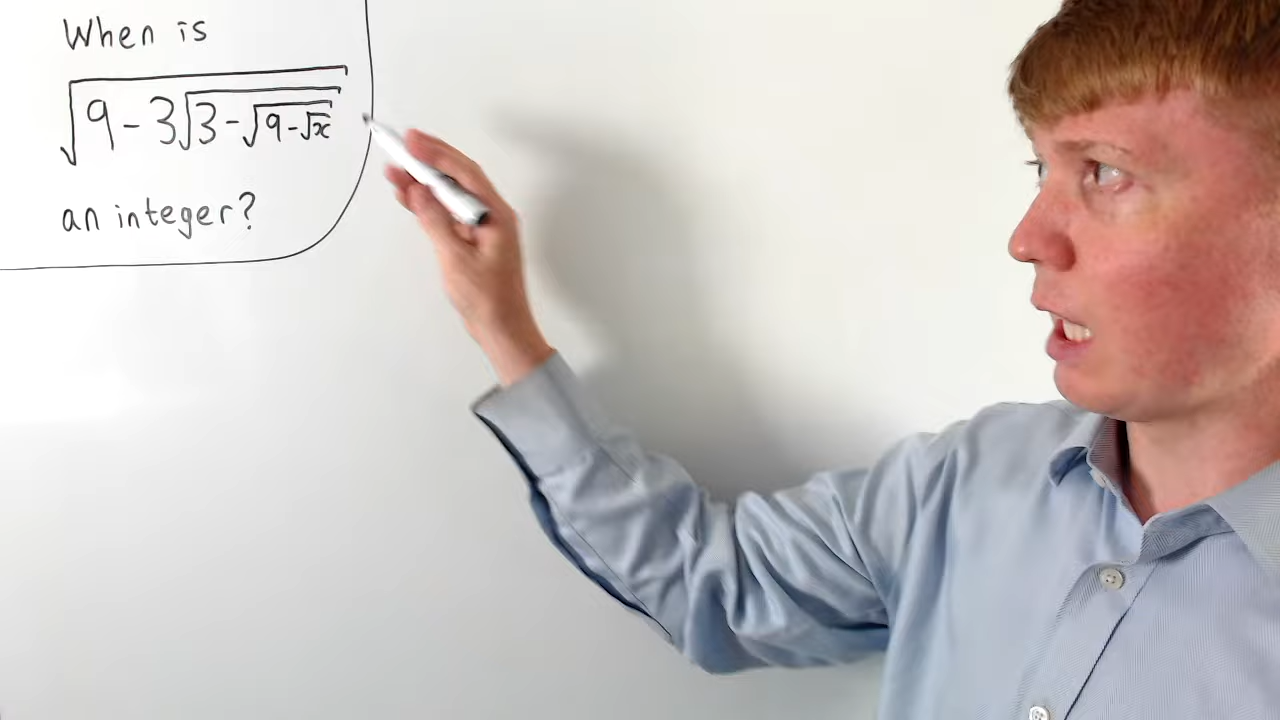 When is
√(9 - 3√(3 - √(9 - √x)))
an integer?